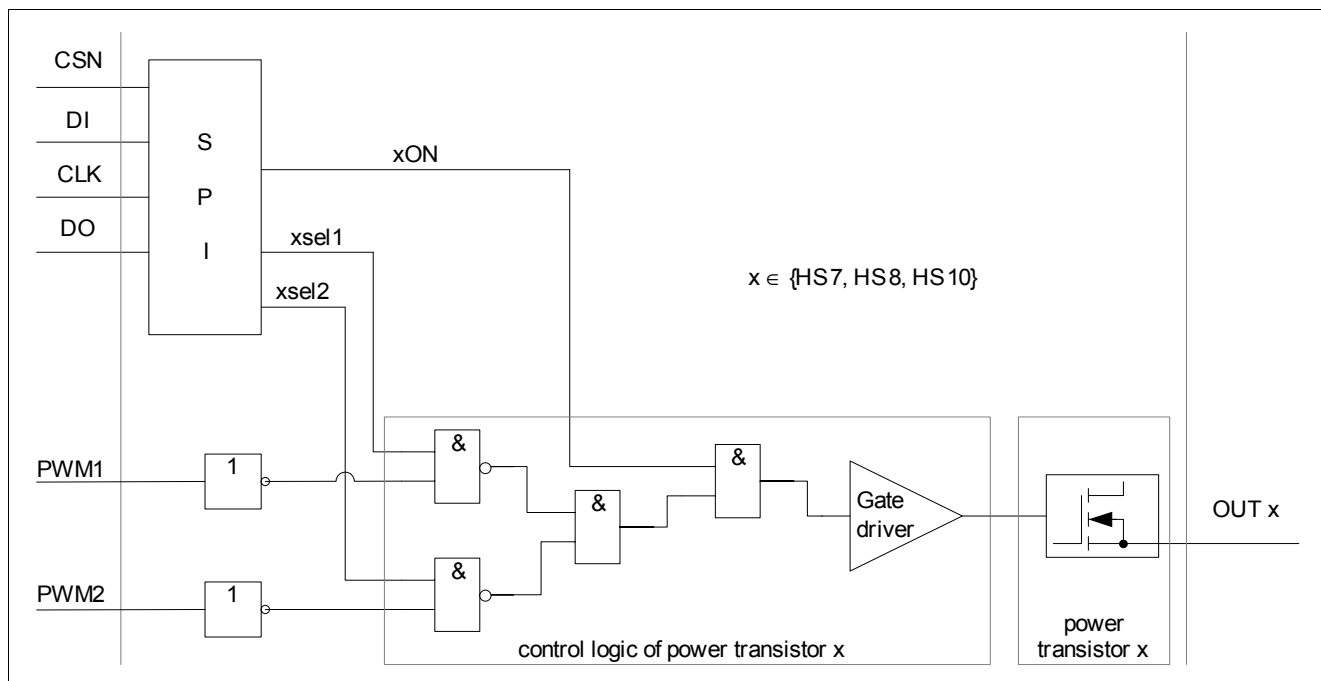 CSN
DI
CLK
DO
S
P
I
xON
xsel1
xsel2
x ∈ {HS7, HS8, HS10}
PWM1
1
&
&
&
Gate
driver
OUT x
PWM2
1
&
control logic of power transistor x
power
transistor x